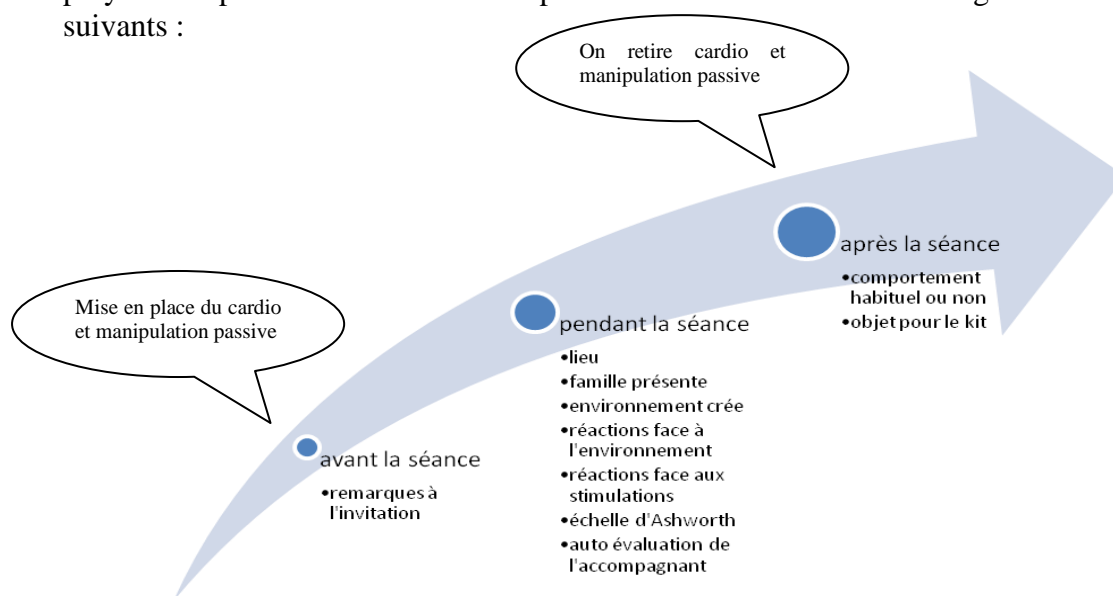 suivants :
On retire cardio et
manipulation passive
Mise en place du cardio
et manipulation passive
avant la séance
•remarques à
l'invitation
pendant la séance
•lieu
•famille présente
•environnement crée
•réactions face à
l'environnement
•réactions face aux
stimulations
•échelle d'Ashworth
•auto évaluation de
l'accompagnant
après la séance
•comportement
habituel ou non
•objet pour le kit